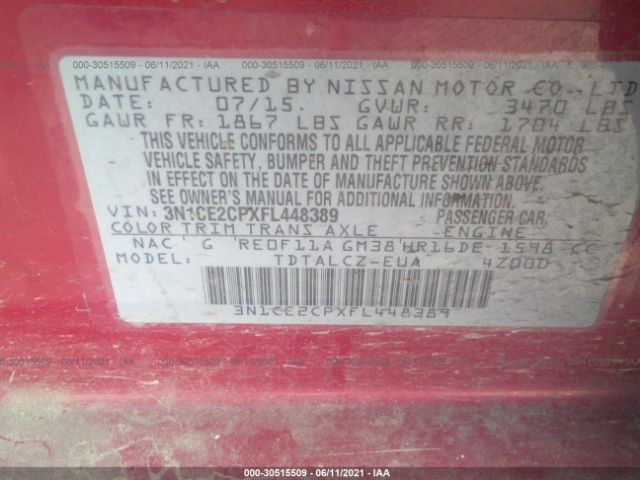 000-30515509 - 06/11/2021 - IAA
MANUFACTURED BY NISSAN MOTOR CO., LTD
DATE: 07/15. GVWR: 3470 LBS
GAWR FR: 1867 LBS GAWR RR: 1704 LBS
THIS VEHICLE CONFORMS TO ALL APPLICABLE FEDERAL MOTOR
VEHICLE SAFETY, BUMPER AND THEFT PREVENTION STANDARDS
IN EFFECT ON THE DATE OF MANUFACTURE SHOWN ABOVE.
SEE OWNER'S MANUAL FOR ADDITIONAL INFORMATION
VIN: 3N1CE2CPXFL448389 PASSENGER CAR.
COLOR TRIM TRANS AXLE ENGINE
NAC G RE0F11A GM38 HR16DE 1598 CC
MODEL: TDTALCZ-EUA 4Z000
3N1CE2CPXFL448389
000-30515509 - 06/11/2021 - IAA